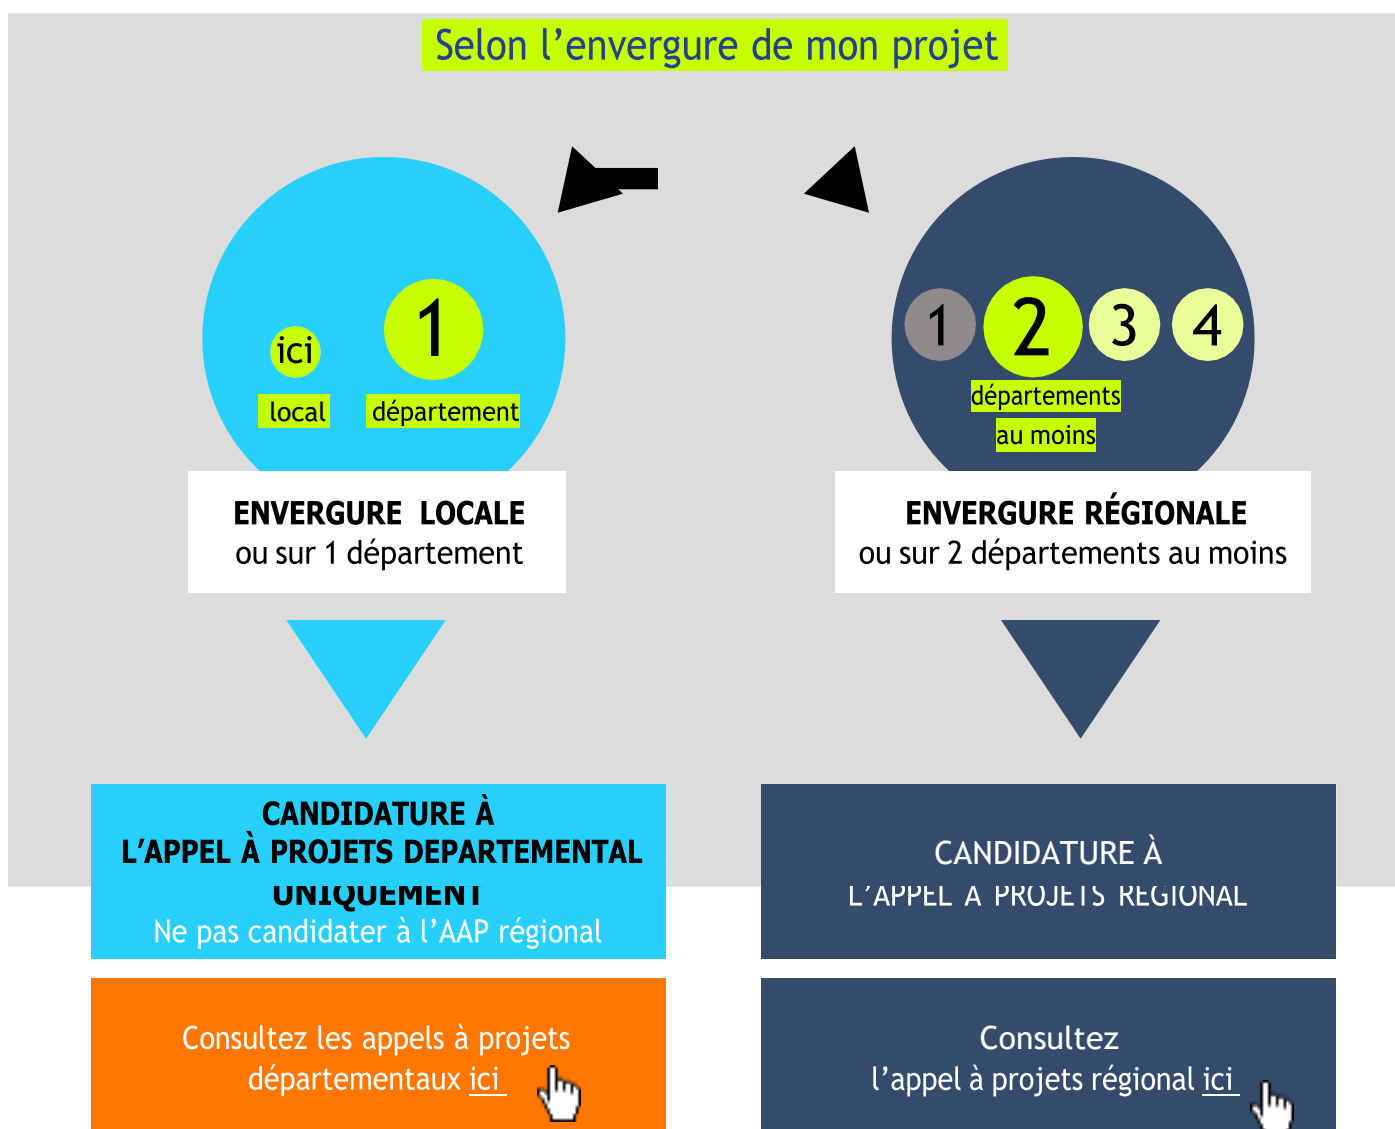 Selon l’envergure de mon projet
ici
1
local
département
1
2
3
4
départements
au moins
ENVERGURE LOCALE
ou sur 1 département
ENVERGURE RÉGIONALE
ou sur 2 départements au moins
CANDIDATURE À
L’APPEL À PROJETS DEPARTEMENTAL
UNIQUEMENT
Ne pas candidater à l’AAP régional
CANDIDATURE À
L’APPEL A PROJETS REGIONAL
Consultez les appels à projets
départementaux ici
Consultez
l’appel à projets régional ici